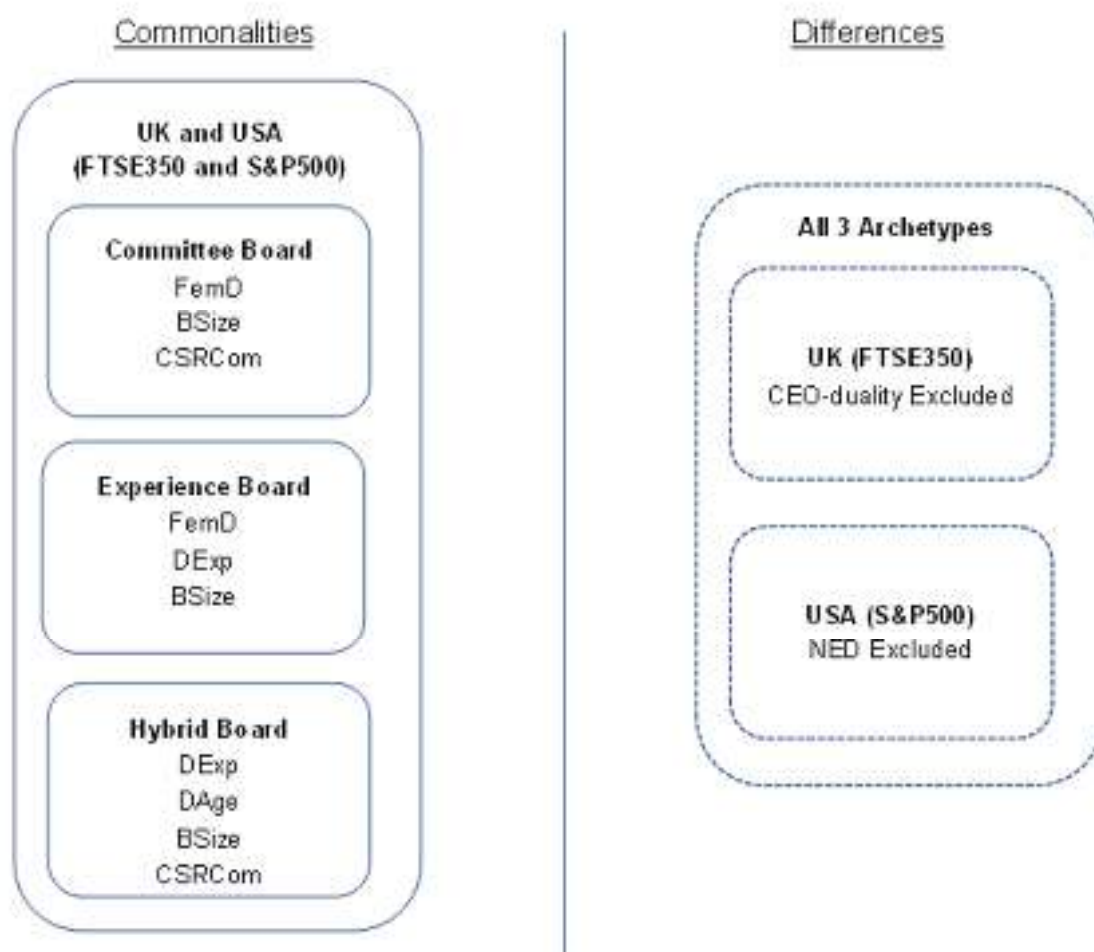 Commonalities
UK and USA
(FTSE350 and S&P500)
Committee Board
FemD
BSize
CSRCom
Experience Board
FemD
DExp
BSize
Hybrid Board
DExp
DAge
BSize
CSRCom
Differences
All 3 Archetypes
UK (FTSE350)
CEO-duality Excluded
USA (S&P500)
NED Excluded